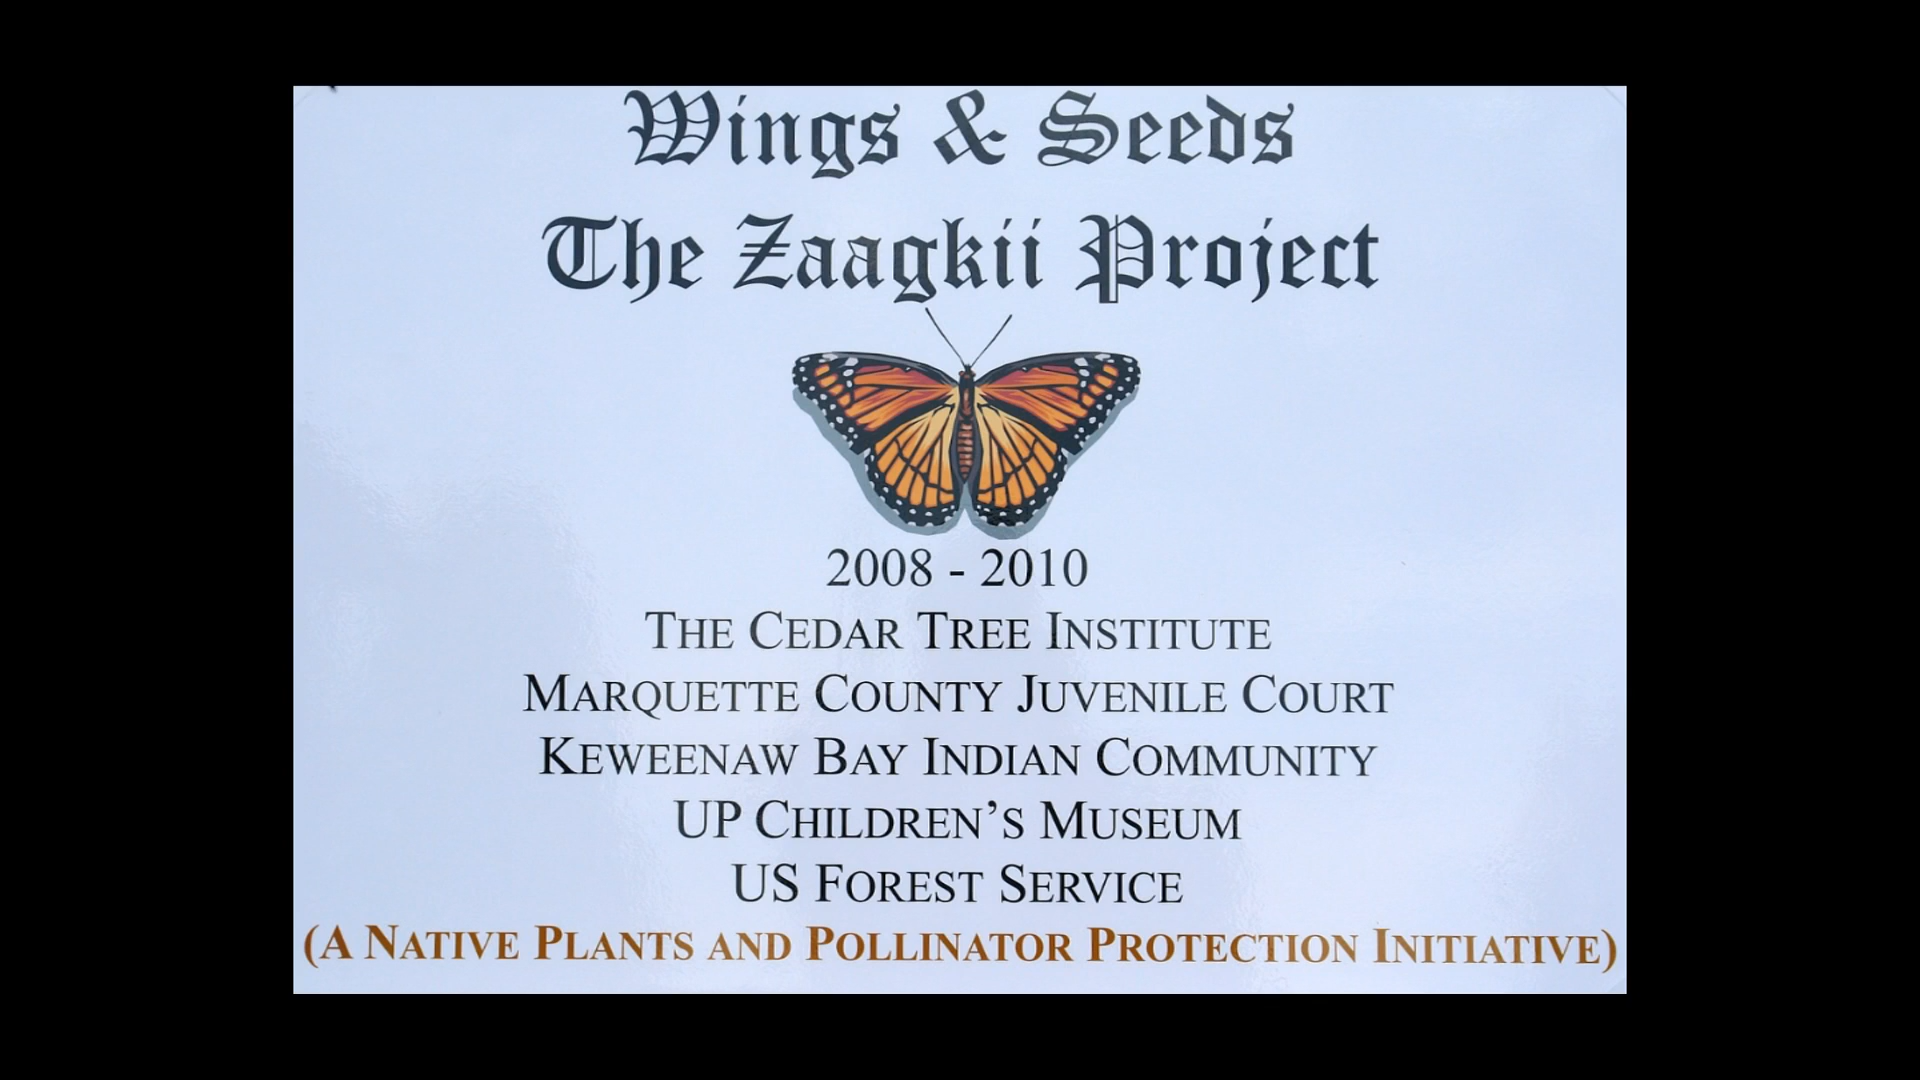 Wings & Seeds
The Zaagkii Project
2008 - 2010
THE CEDAR TREE INSTITUTE
MARQUETTE COUNTY JUVENILE COURT
KEWEENAW BAY INDIAN COMMUNITY
UP CHILDREN'S MUSEUM
US FOREST SERVICE
(A NATIVE PLANTS AND POLLINATOR PROTECTION INITIATIVE)